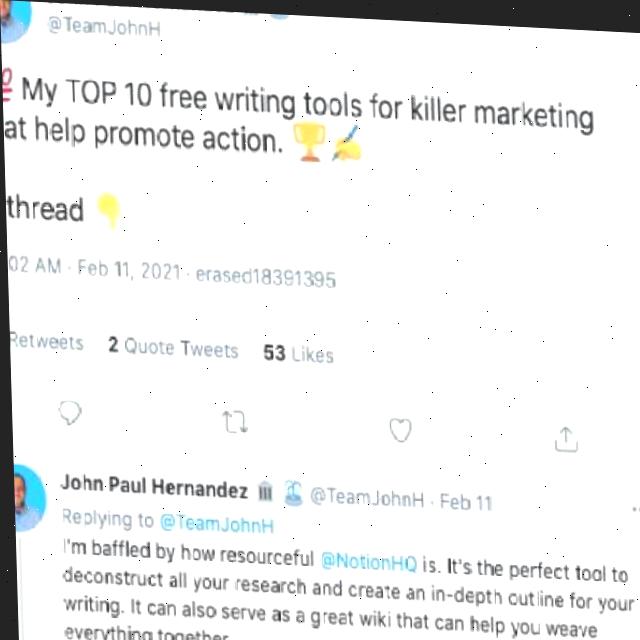 @TeamJohnH
My TOP 10 free writing tools for killer marketing
at help promote action. 🏆✍️
thread 👇
02 AM · Feb 11, 2021 · erased18391395
Retweets 2 Quote Tweets 53 Likes
John Paul Hernandez 🏛️ 🏝️ @TeamJohnH · Feb 11
Replying to @TeamJohnH
I'm baffled by how resourceful @NotionHQ is. It's the perfect tool to
deconstruct all your research and create an in-depth outline for your
writing. It can also serve as a great wiki that can help you weave
everything together